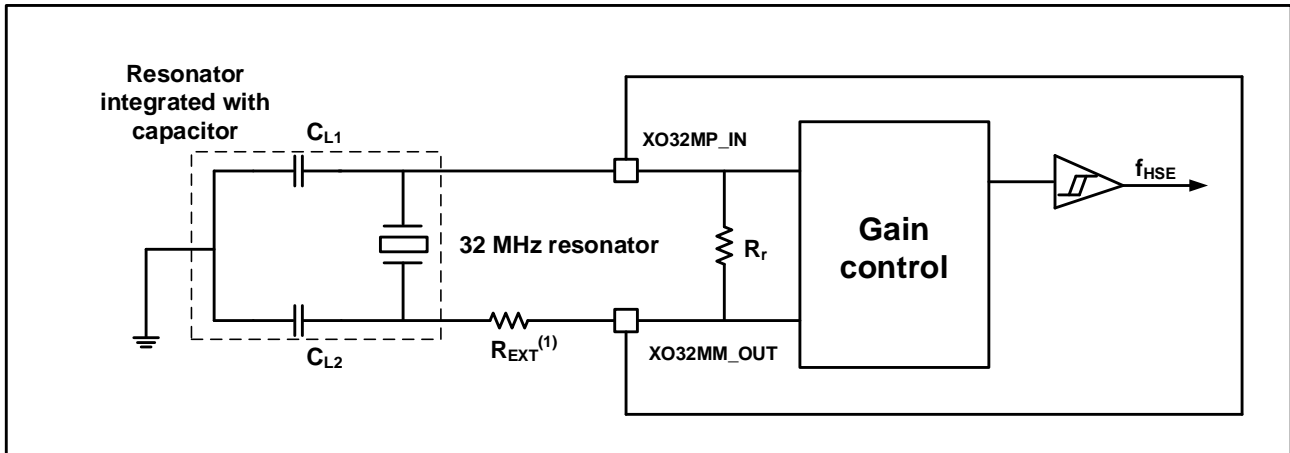 Resonator
integrated with
capacitor
CL1
XO32MP_IN
fHSE
32 MHz resonator
Rr
Gain
control
CL2
REXT(1)
XO32MM_OUT